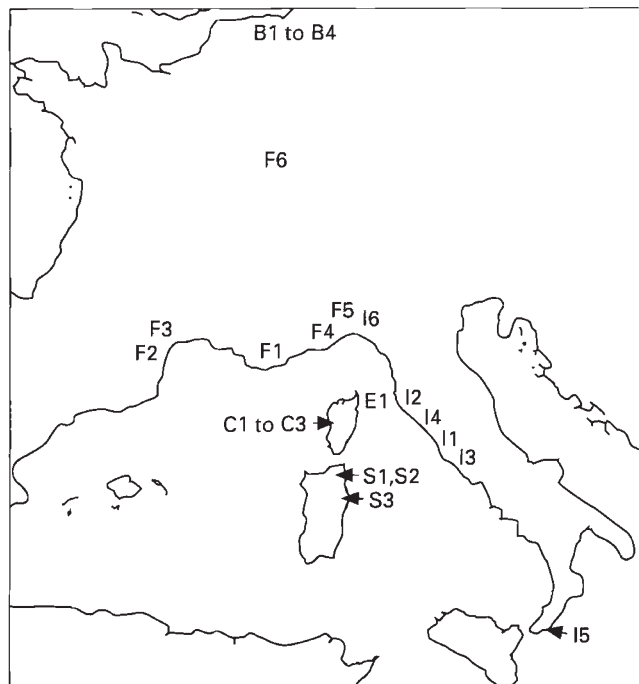 B1 to B4
F6
F5
F3
F4
I6
F2
F1
E1
I2
C1 to C3
I4
I1
I3
S1,S2
S3
I5